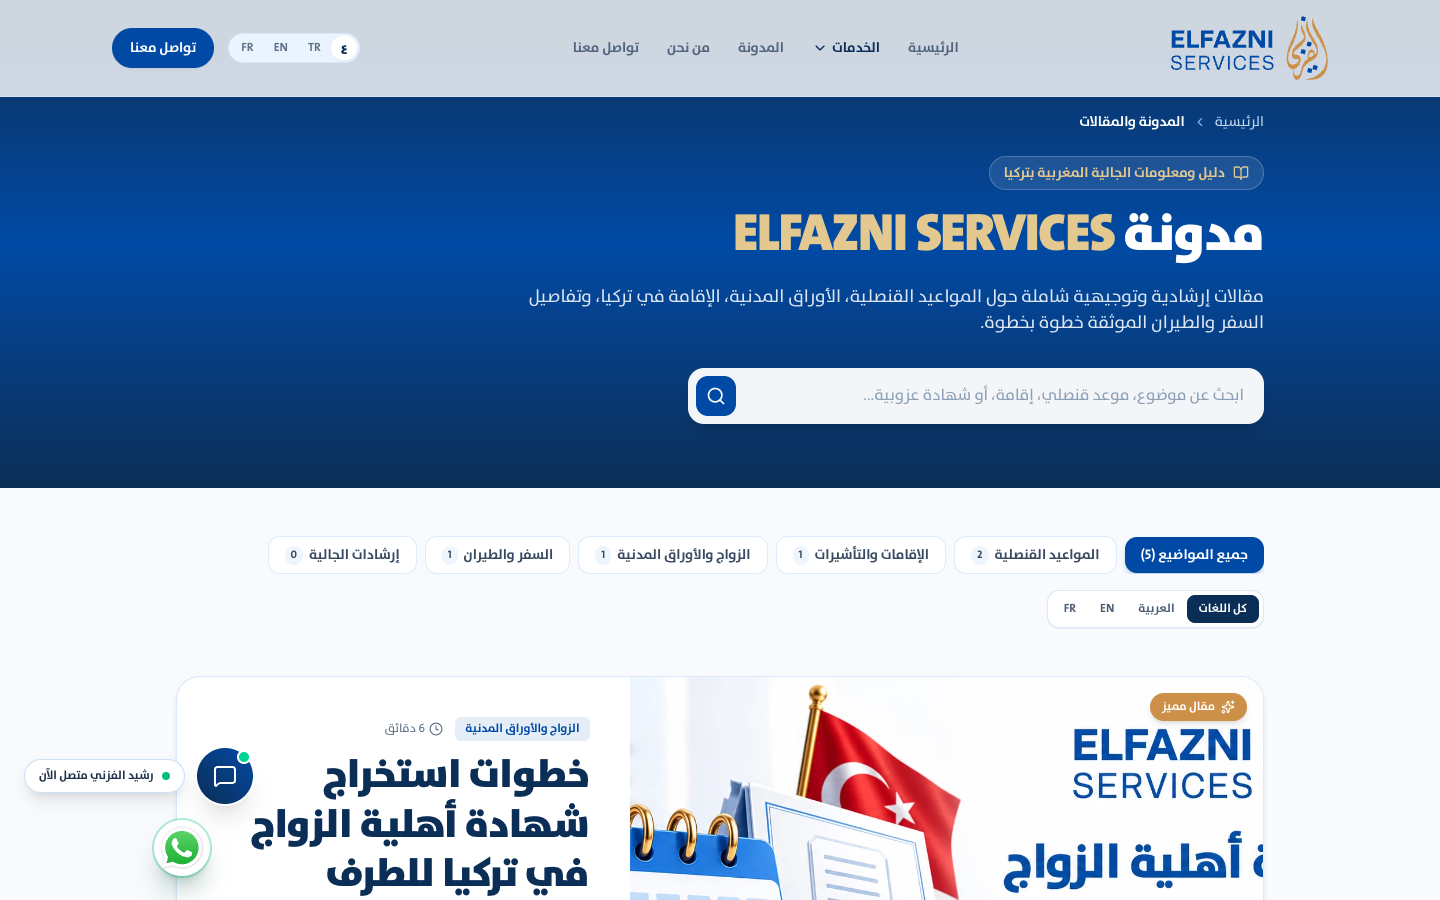 ELFAZNI
SERVICES
الرئيسية
الخدمات
المدونة
من نحن
تواصل معنا
ع TR EN FR
تواصل معنا
الرئيسية
المدونة والمقالات
دليل ومعلومات الجالية المغربية بتركيا
مدونة ELFAZNI SERVICES
مقالات إرشادية وتوجيهية شاملة حول المواعيد القنصلية، الأوراق المدنية، الإقامة في تركيا، وتفاصيل
السفر والطيران الموثقة خطوة بخطوة.
ابحث عن موضوع، موعد قنصلي، إقامة، أو شهادة عزوبية...
جميع المواضيع (5)
المواعيد القنصلية 2
الإقامات والتأشيرات 1
الزواج والأوراق المدنية 1
السفر والطيران 1
إرشادات الجالية 0
كل اللغات العربية EN FR
مقال مميز
ELFAZNI
SERVICES
أهلية الزواج
الزواج والأوراق المدنية
6 دقائق
خطوات استخراج
شهادة أهلية الزواج
في تركيا للطرف
رشيد الفزني متصل الآن